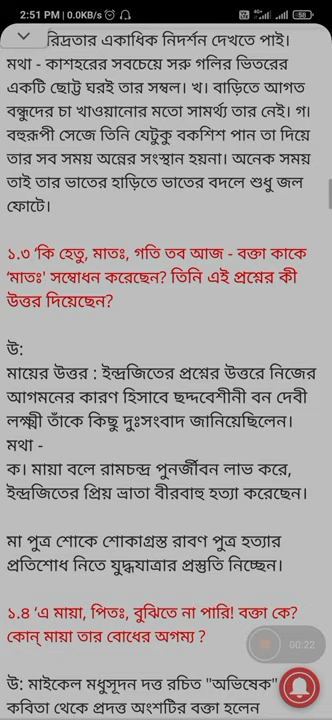 2:51 PM | 0.0KB/s
4G+
58
রিদ্রতার একাধিক নিদর্শন দেখতে পাই।
মথা - কাশহরের সবচেয়ে সরু গলির ভিতরের
একটি ছোট্ট ঘরই তার সম্বল। খ। বাড়িতে আগত
বন্ধুদের চা খাওয়ানোর মতো সামর্থ্য তার নেই। গ।
বহুরূপী সেজে তিনি যেটুকু বকশিশ পান তা দিয়ে
তার সব সময় অন্নের সংস্থান হয়না। অনেক সময়
তাই তার ভাতের হাড়িতে ভাতের বদলে শুধু জল
ফোটে।
১.৩ ‘কি হেতু, মাতঃ, গতি তব আজ - বক্তা কাকে
‘মাতঃ' সম্বোধন করেছেন? তিনি এই প্রশ্নের কী
উত্তর দিয়েছেন?
উ:
মায়ের উত্তর : ইন্দ্রজিতের প্রশ্নের উত্তরে নিজের
আগমনের কারণ হিসাবে ছদ্দবেশীনী বন দেবী
লক্ষ্মী তাঁকে কিছু দুঃসংবাদ জানিয়েছিলেন।
মথা -
ক। মায়া বলে রামচন্দ্র পুনর্জীবন লাভ করে,
ইন্দ্রজিতের প্রিয় ভ্রাতা বীরবাহু হত্যা করেছেন।
মা পুত্র শোকে শোকাগ্রস্ত রাবণ পুত্র হত্যার
প্রতিশোধ নিতে যুদ্ধযাত্রার প্রস্তুতি নিচ্ছেন।
১.৪ ‘এ মায়া, পিতঃ, বুঝিতে না পারি! বক্তা কে?
কোন্ মায়া তার বোধের অগম্য ?
00:22
উ: মাইকেল মধুসূদন দত্ত রচিত "অভিষেক"
কবিতা থেকে প্রদত্ত অংশটির বক্তা হলেন